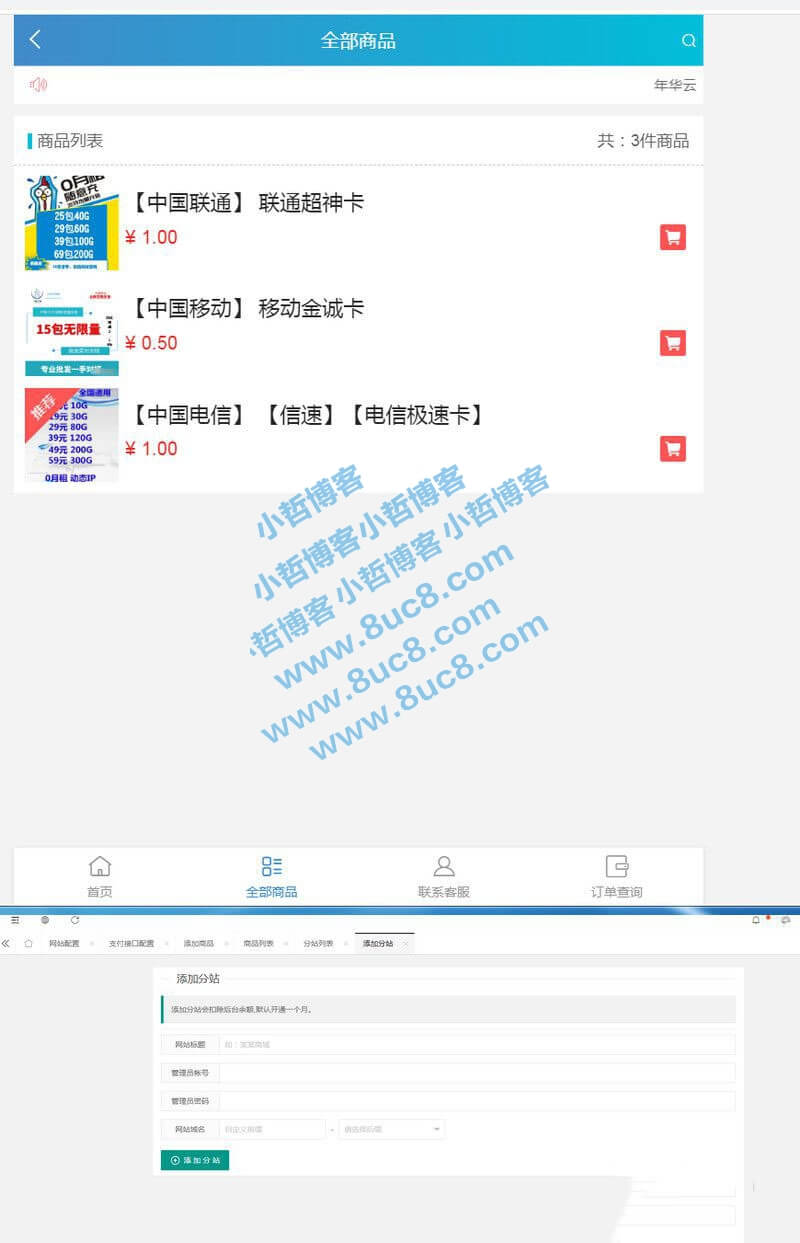 全部商品
年华云
商品列表
共：3件商品
0月租
随意充
25包40G
29包60G
39包100G
69包200G
【中国联通】 联通超神卡
¥ 1.00
15包无限量
专业批发一手对接
【中国移动】 移动金诚卡
¥ 0.50
推荐
全国通用
10G
19元 30G
29元 80G
39元 120G
49元 200G
59元 300G
0月租 动态IP
【中国电信】 【信速】【电信极速卡】
¥ 1.00
小哲博客
小哲博客小哲博客
小哲博客小哲博客小哲博客
www.8uc8.com
www.8uc8.com
www.8uc8.com
首页
全部商品
联系客服
订单查询
网站配置
支付接口配置
添加商品
商品列表
分站列表
添加分站
添加分站
添加分站会扣除后台余额,默认开通一个月。
网站标题
如：某某商城
管理员帐号
管理员密码
网站域名
自定义前缀
-
请选择后缀
添加分站